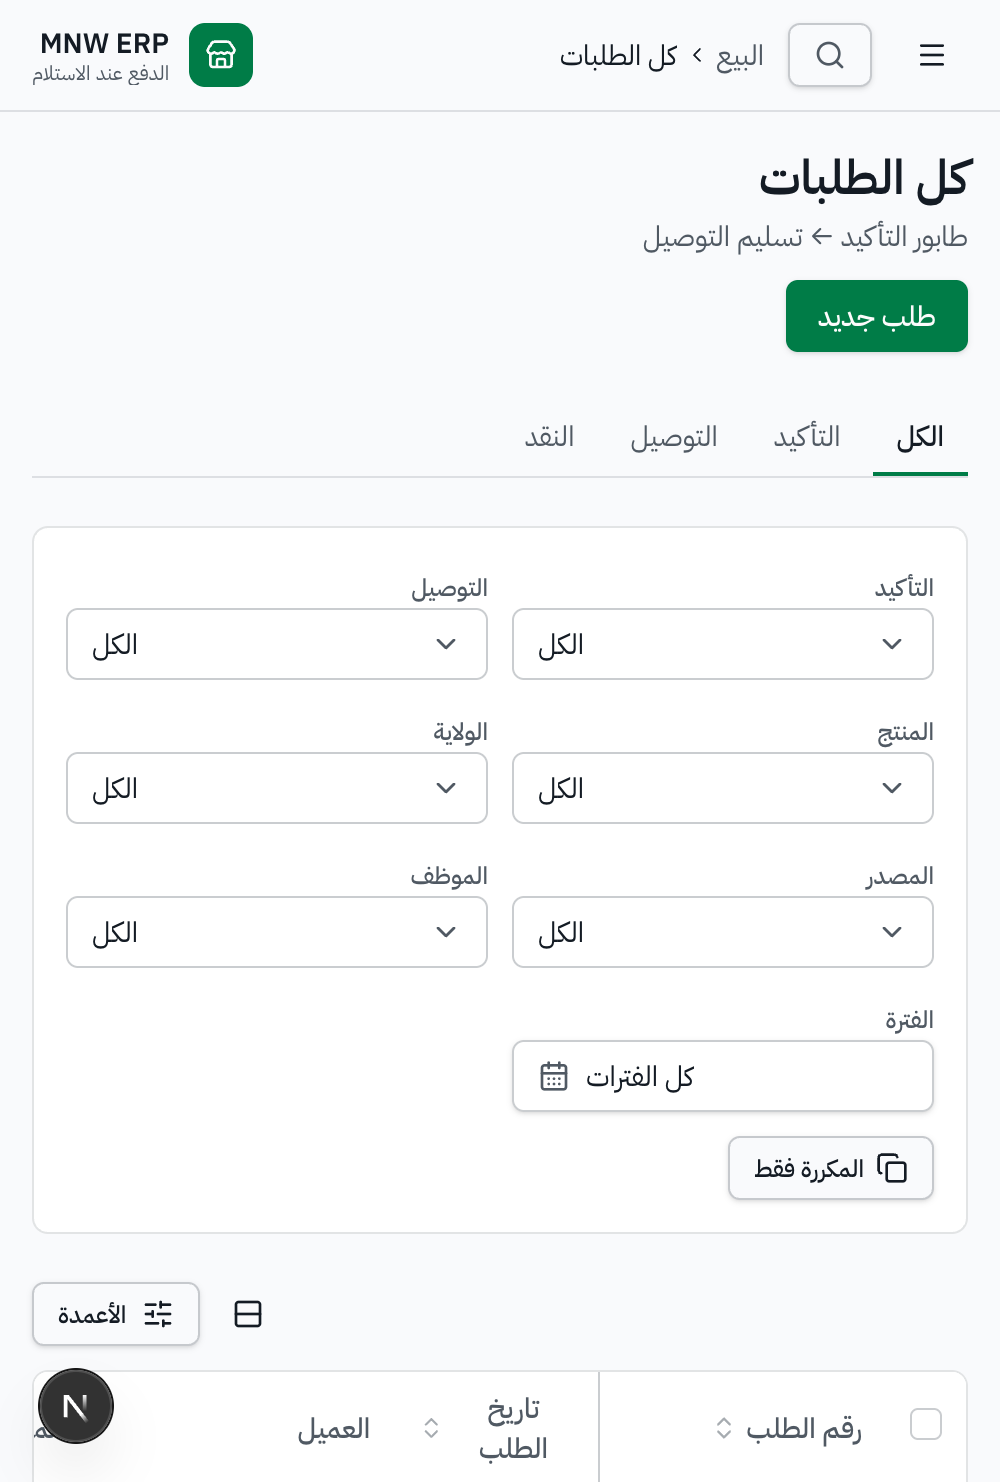 البيع › كل الطلبات
MNW ERP
الدفع عند الاستلام
كل الطلبات
طابور التأكيد ← تسليم التوصيل
طلب جديد
الكل
التأكيد
التوصيل
النقد
التأكيد
التوصيل
الكل
الكل
المنتج
الولاية
الكل
الكل
المصدر
الموظف
الكل
الكل
الفترة
كل الفترات
المكررة فقط
الأعمدة
رقم الطلب
تاريخ
الطلب
العميل
N